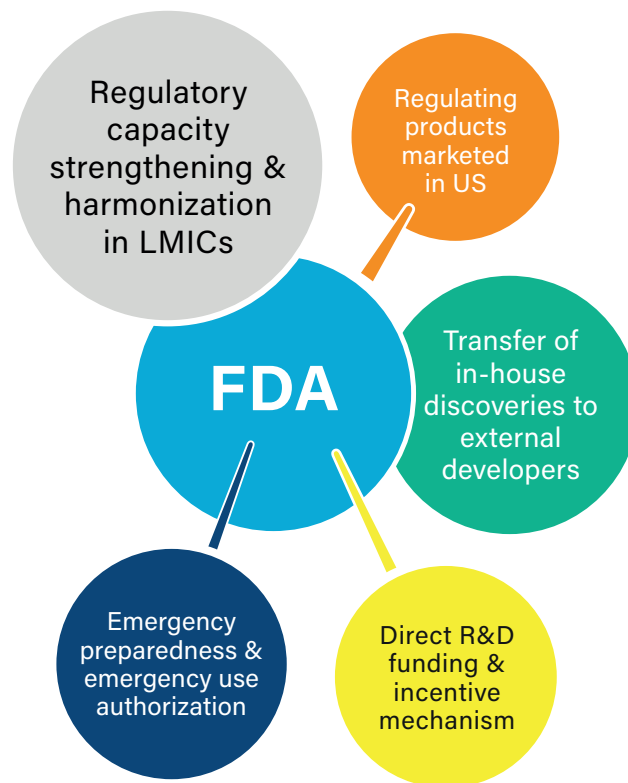 Regulatory
capacity
strengthening &
harmonization
in LMICs
Regulating
products
marketed
in US
FDA
Transfer of
in-house
discoveries to
external
developers
Emergency
preparedness &
emergency use
authorization
Direct R&D
funding &
incentive
mechanism